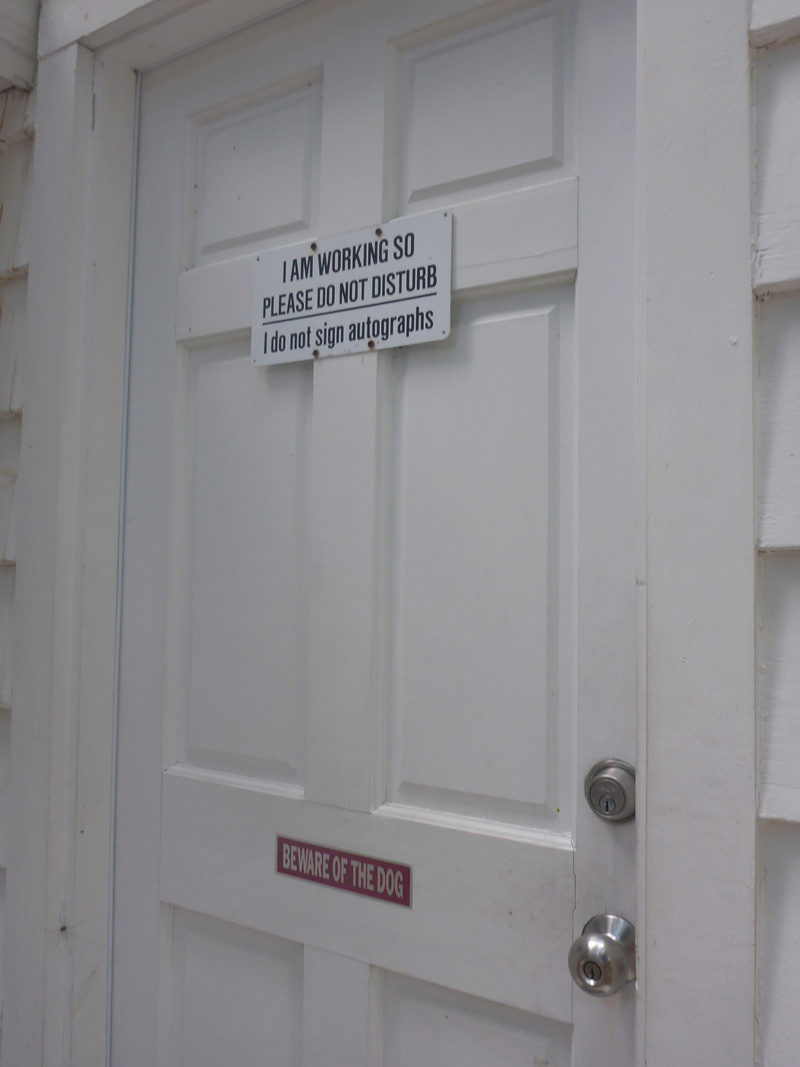 I AM WORKING SO
PLEASE DO NOT DISTURB
I do not sign autographs
BEWARE OF THE DOG